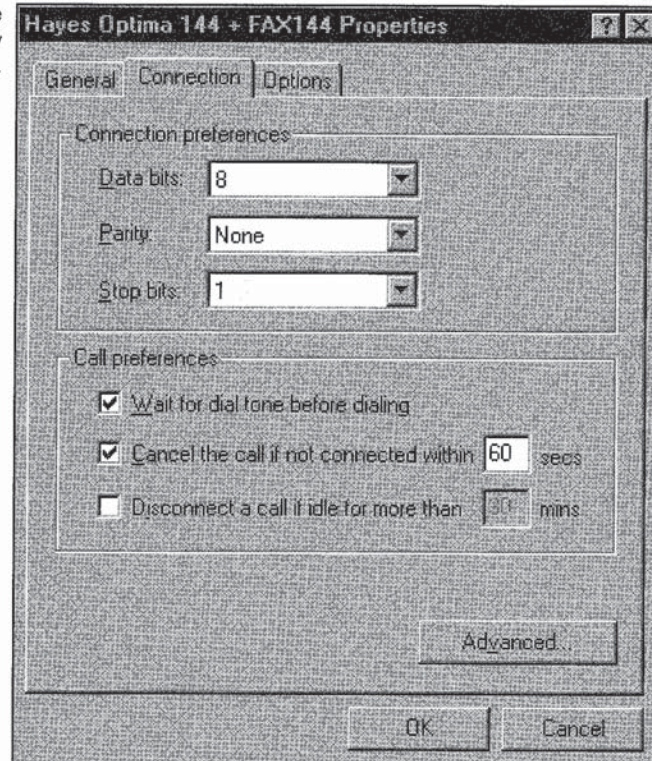 Hayes Optima 144 + FAX144 Properties
General Connection Options
Connection preferences
Data bits: 8
Parity: None
Stop bits: 1
Call preferences
Wait for dial tone before dialing
Cancel the call if not connected within 60 secs
Disconnect a call if idle for more than 30 mins
Advanced...
OK Cancel